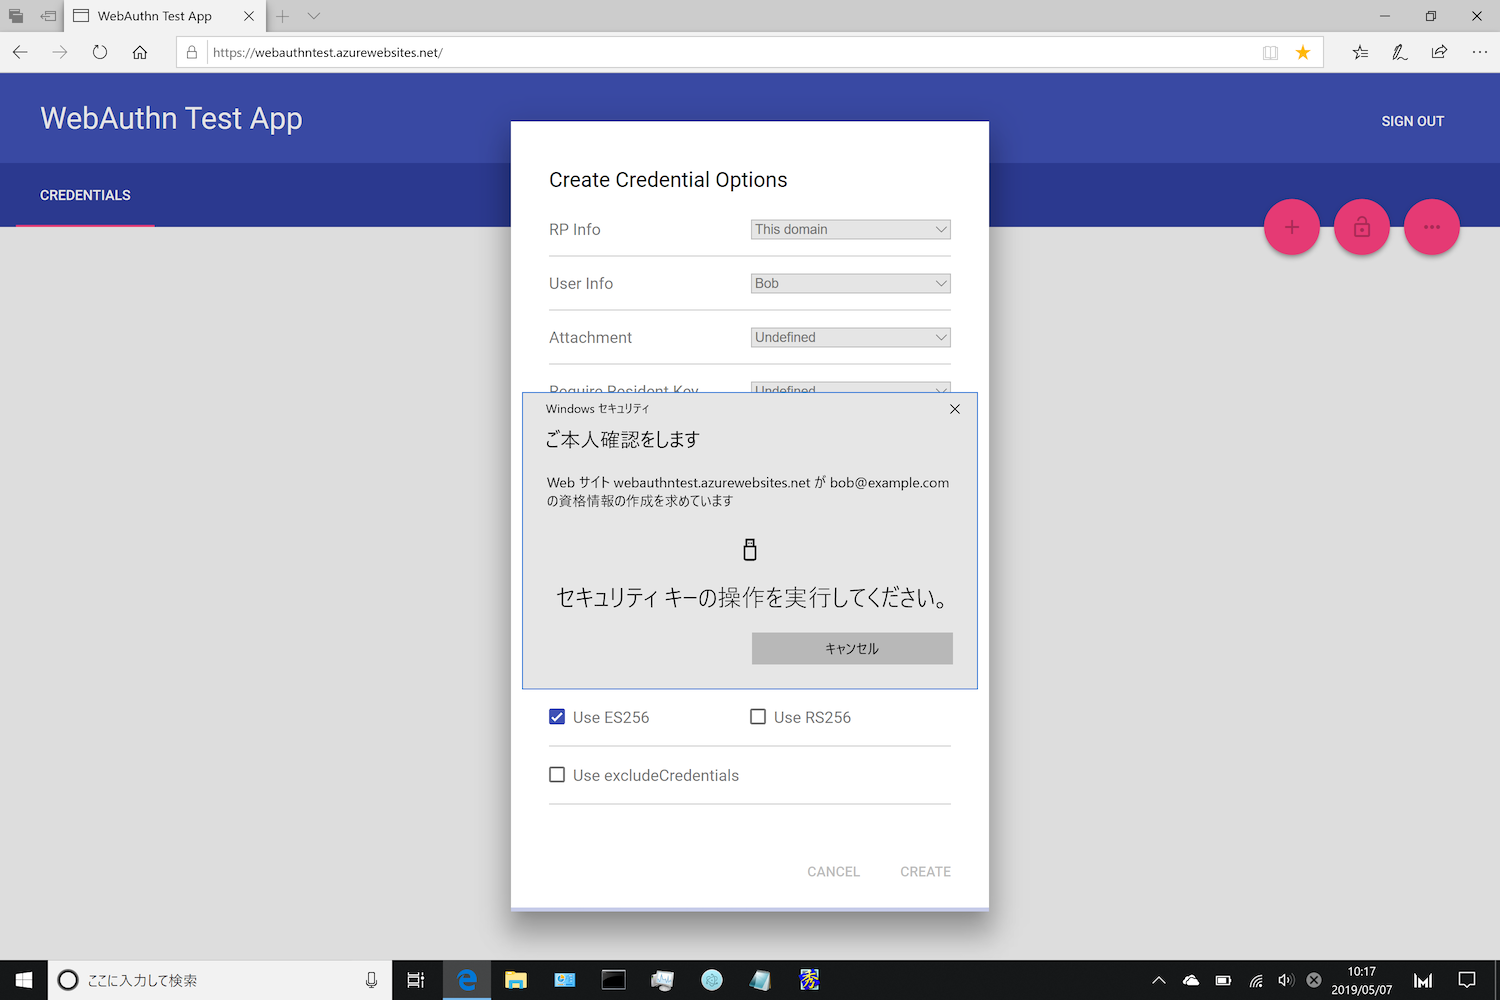 WebAuthn Test App
https://webauthntest.azurewebsites.net/
WebAuthn Test App
SIGN OUT
CREDENTIALS
Create Credential Options
RP Info
This domain
User Info
Bob
Attachment
Undefined
Require Resident Key
Undefined
Windows セキュリティ
ご本人確認をします
Web サイト webauthntest.azurewebsites.net が bob@example.com
の資格情報の作成を求めています
セキュリティ キーの操作を実行してください。
キャンセル
Use ES256
Use RS256
Use excludeCredentials
CANCEL
CREATE
ここに入力して検索
秀
10:17
2019/05/07